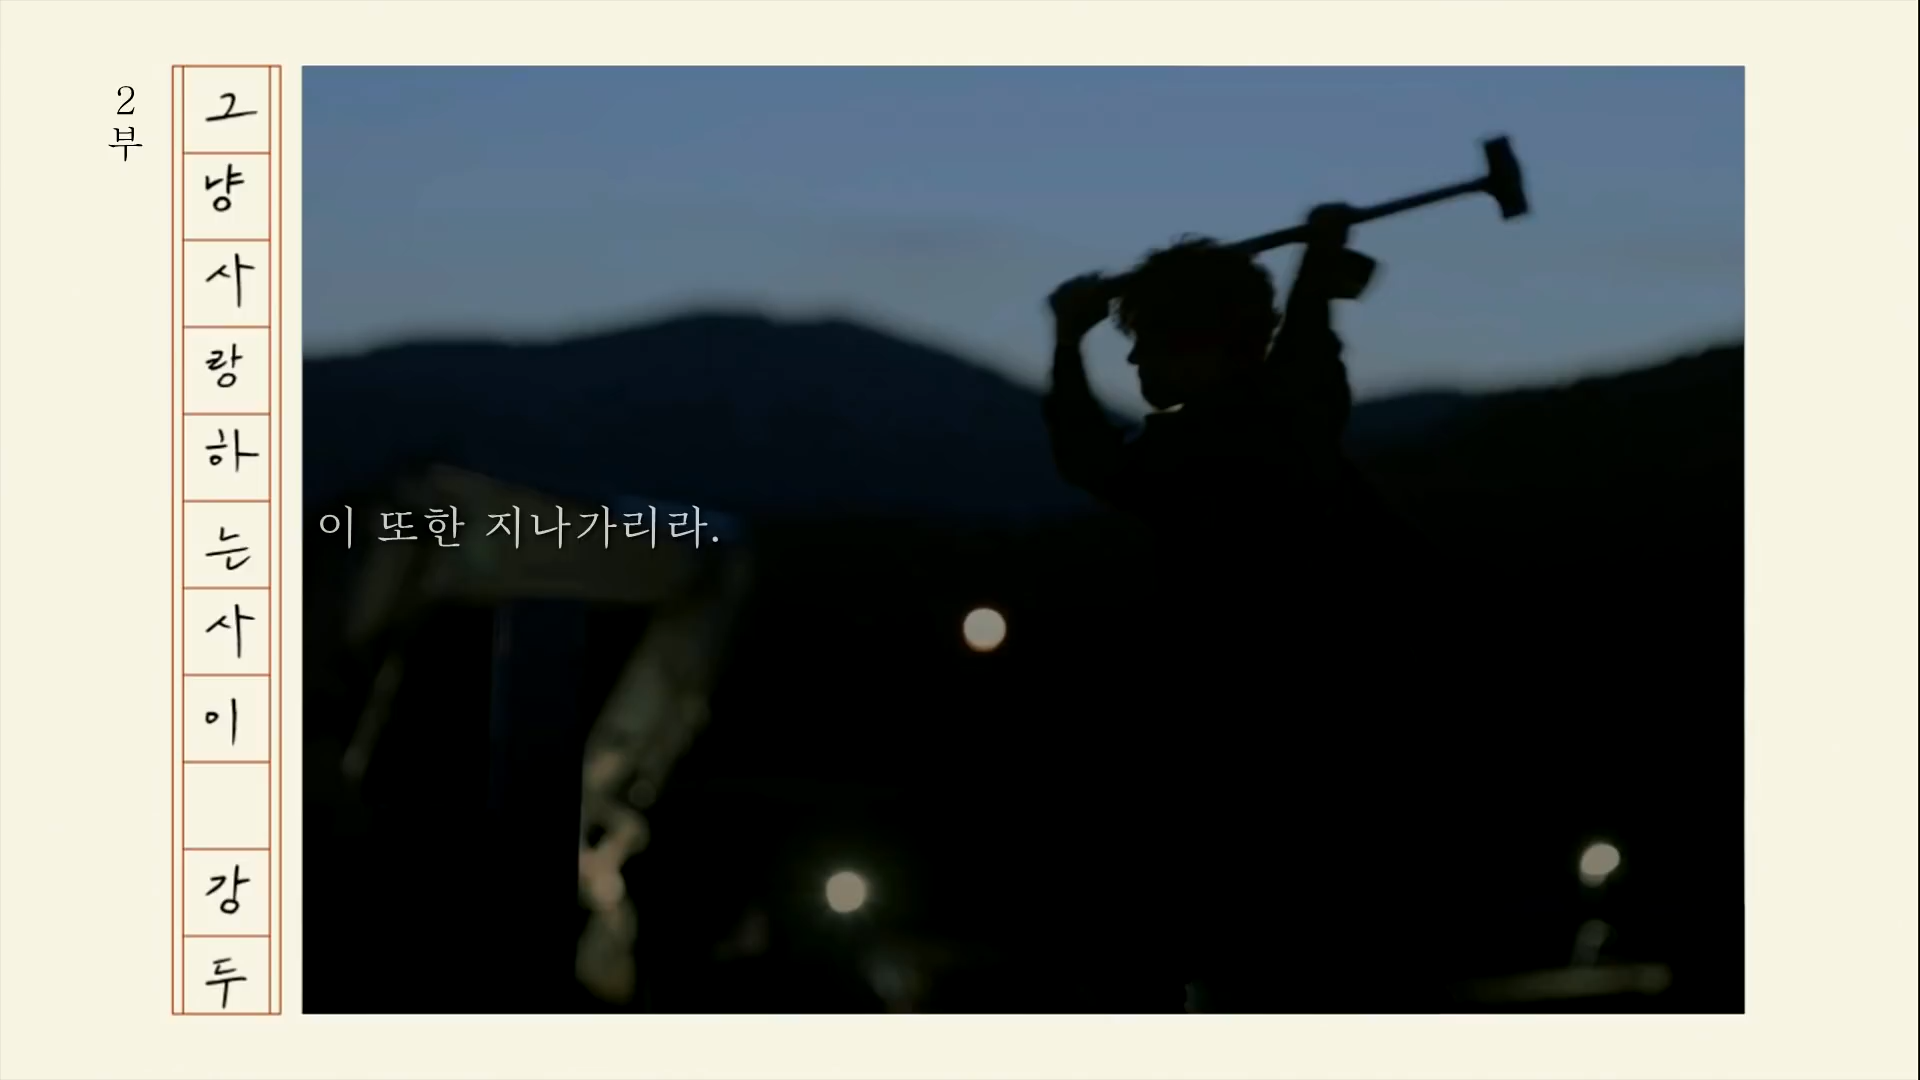 2부
그냥사랑하는사이 강두
이 또한 지나가리라.